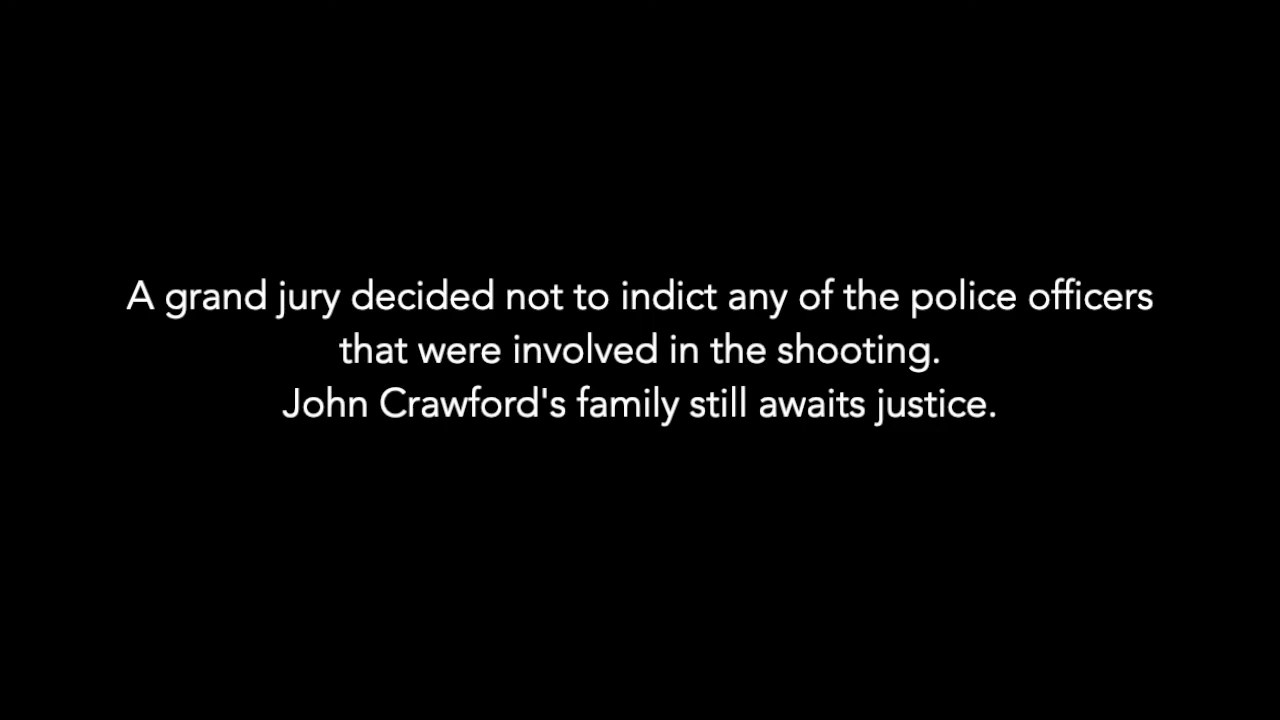 A grand jury decided not to indict any of the police officers
that were involved in the shooting.
John Crawford's family still awaits justice.